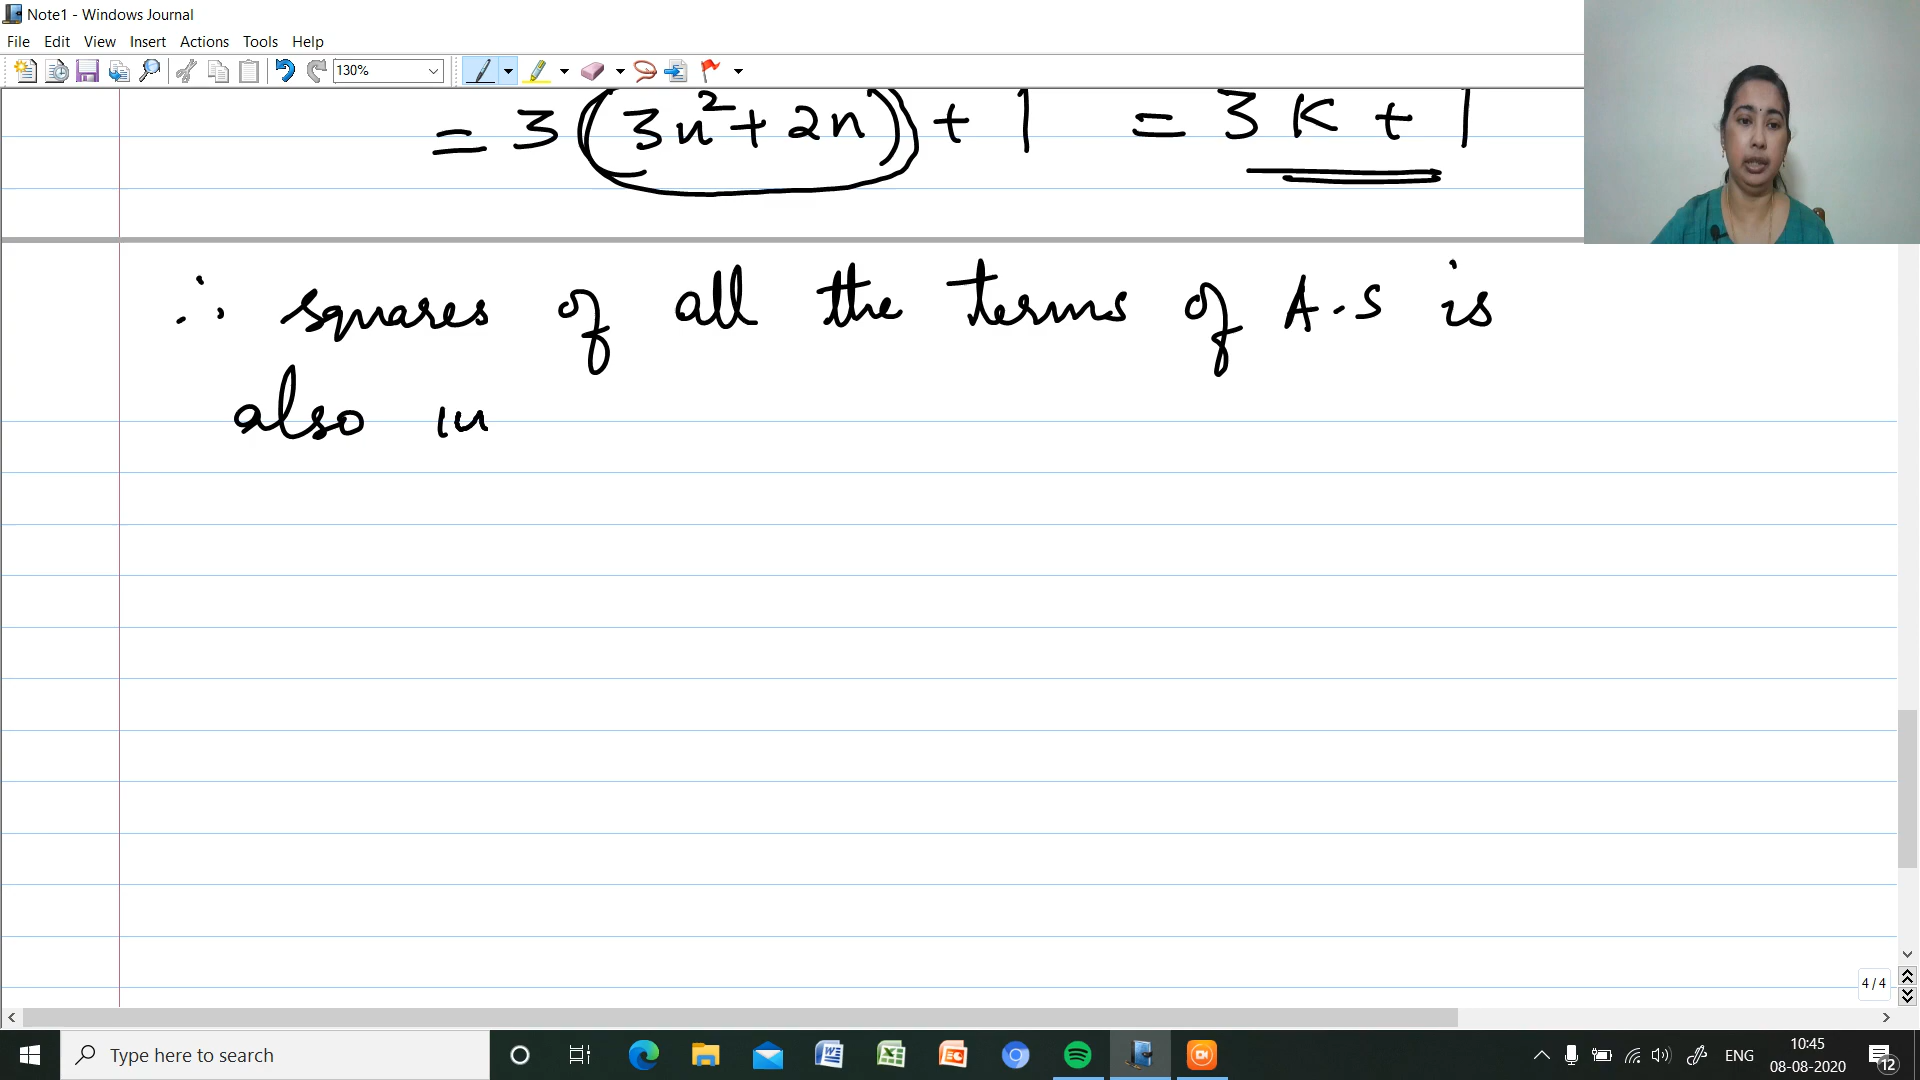 Note1 - Windows Journal
File Edit View Insert Actions Tools Help
130%
= 3 (3n² + 2n) + 1 = 3K + 1
∴ squares of all the terms of A.S is
also in
4 / 4
Type here to search
ENG
10:45
08-08-2020
12